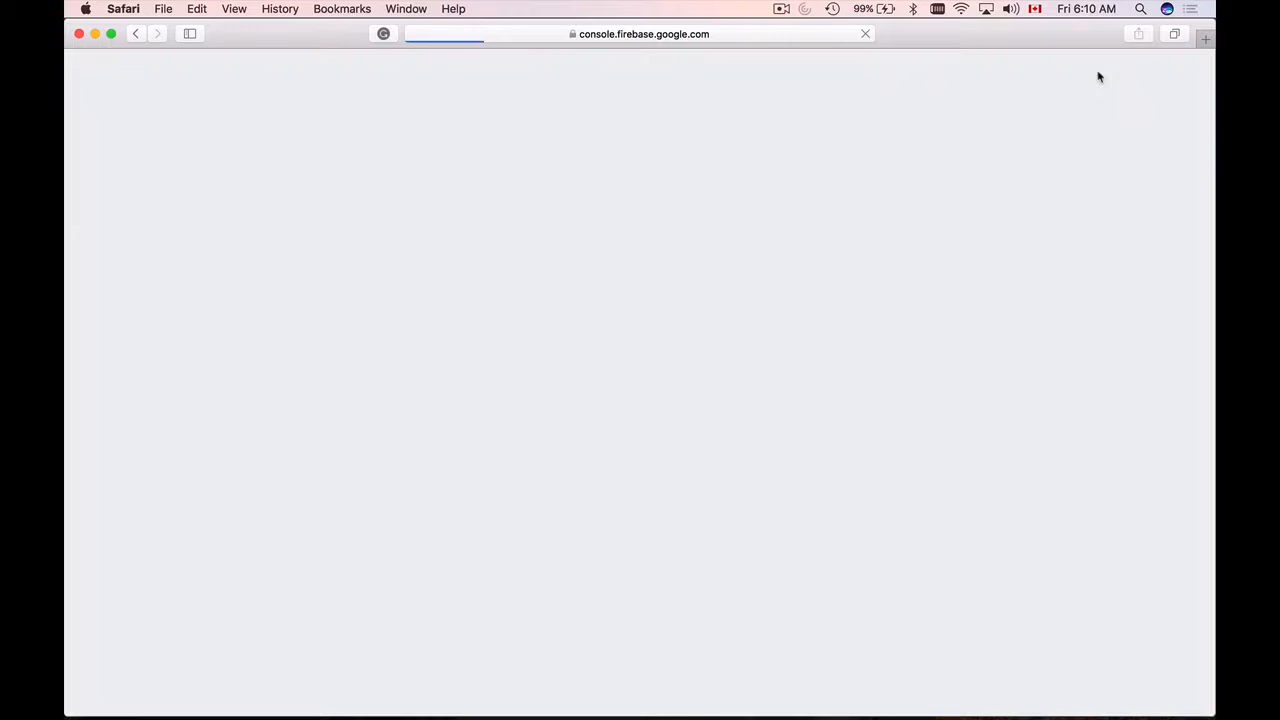 Safari File Edit View History Bookmarks Window Help 99% Fri 6:10 AM
console.firebase.google.com